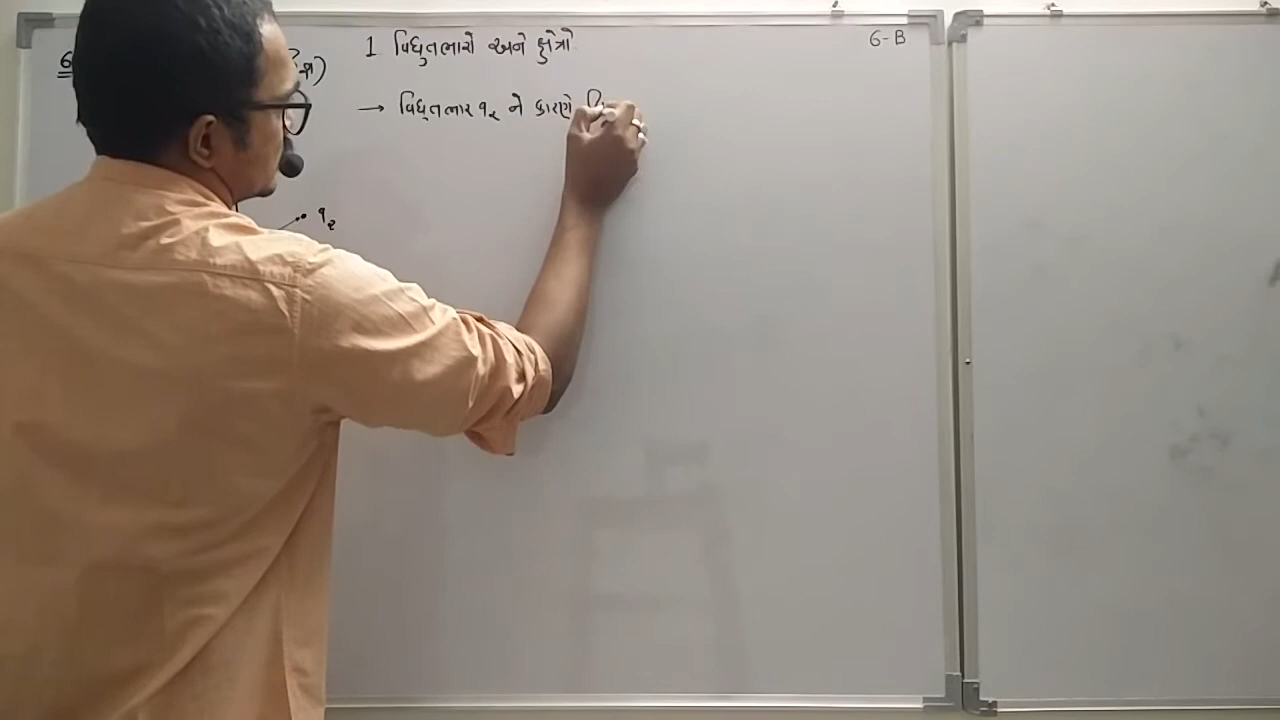 1 વિધુતભારો અને ક્ષેત્રો
6-B
→ વિધુતભાર q₂ ને કારણે
q₂